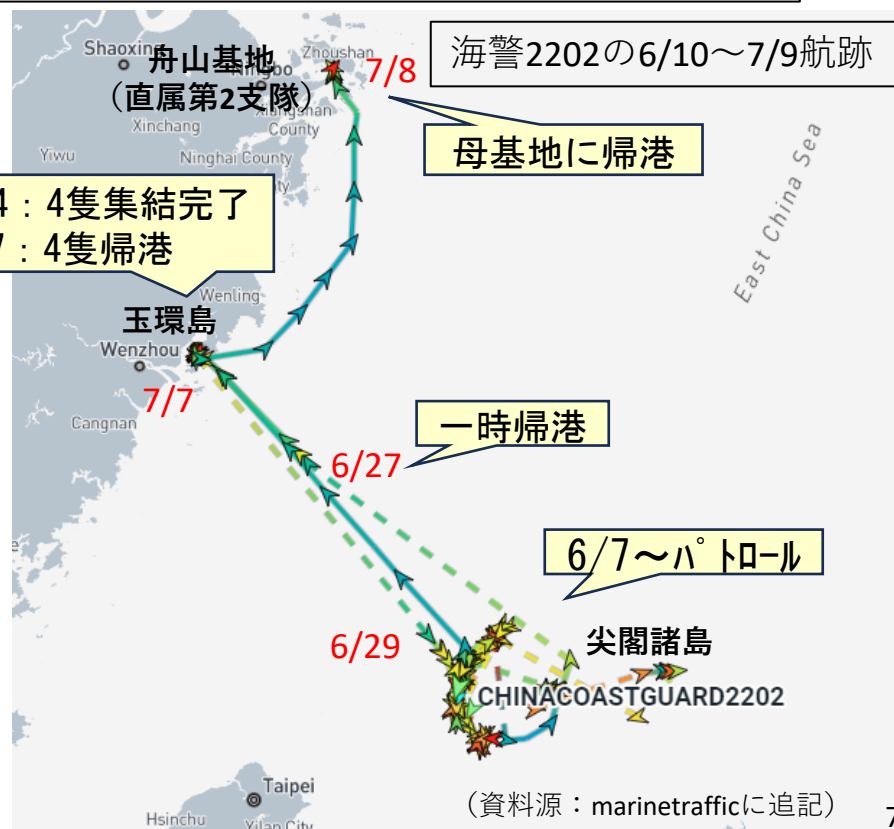 海警2202の6/10～7/9航跡
Shaoxing
舟山基地
Zhoushan
7/8
Ningbo
（直属第2支隊）
Xiangshan
County
Xinchang
母基地に帰港
Yiwu
Ninghai County
East China Sea
4：4隻集結完了
7：4隻帰港
Wenling
玉環島
Wenzhou
7/7
Cangnan
一時帰港
6/27
6/7～ﾊﾟﾄﾛｰﾙ
6/29
尖閣諸島
CHINACOASTGUARD2202
Taipei
（資料源：marinetrafficに追記）
Hsinchu
Yilan City